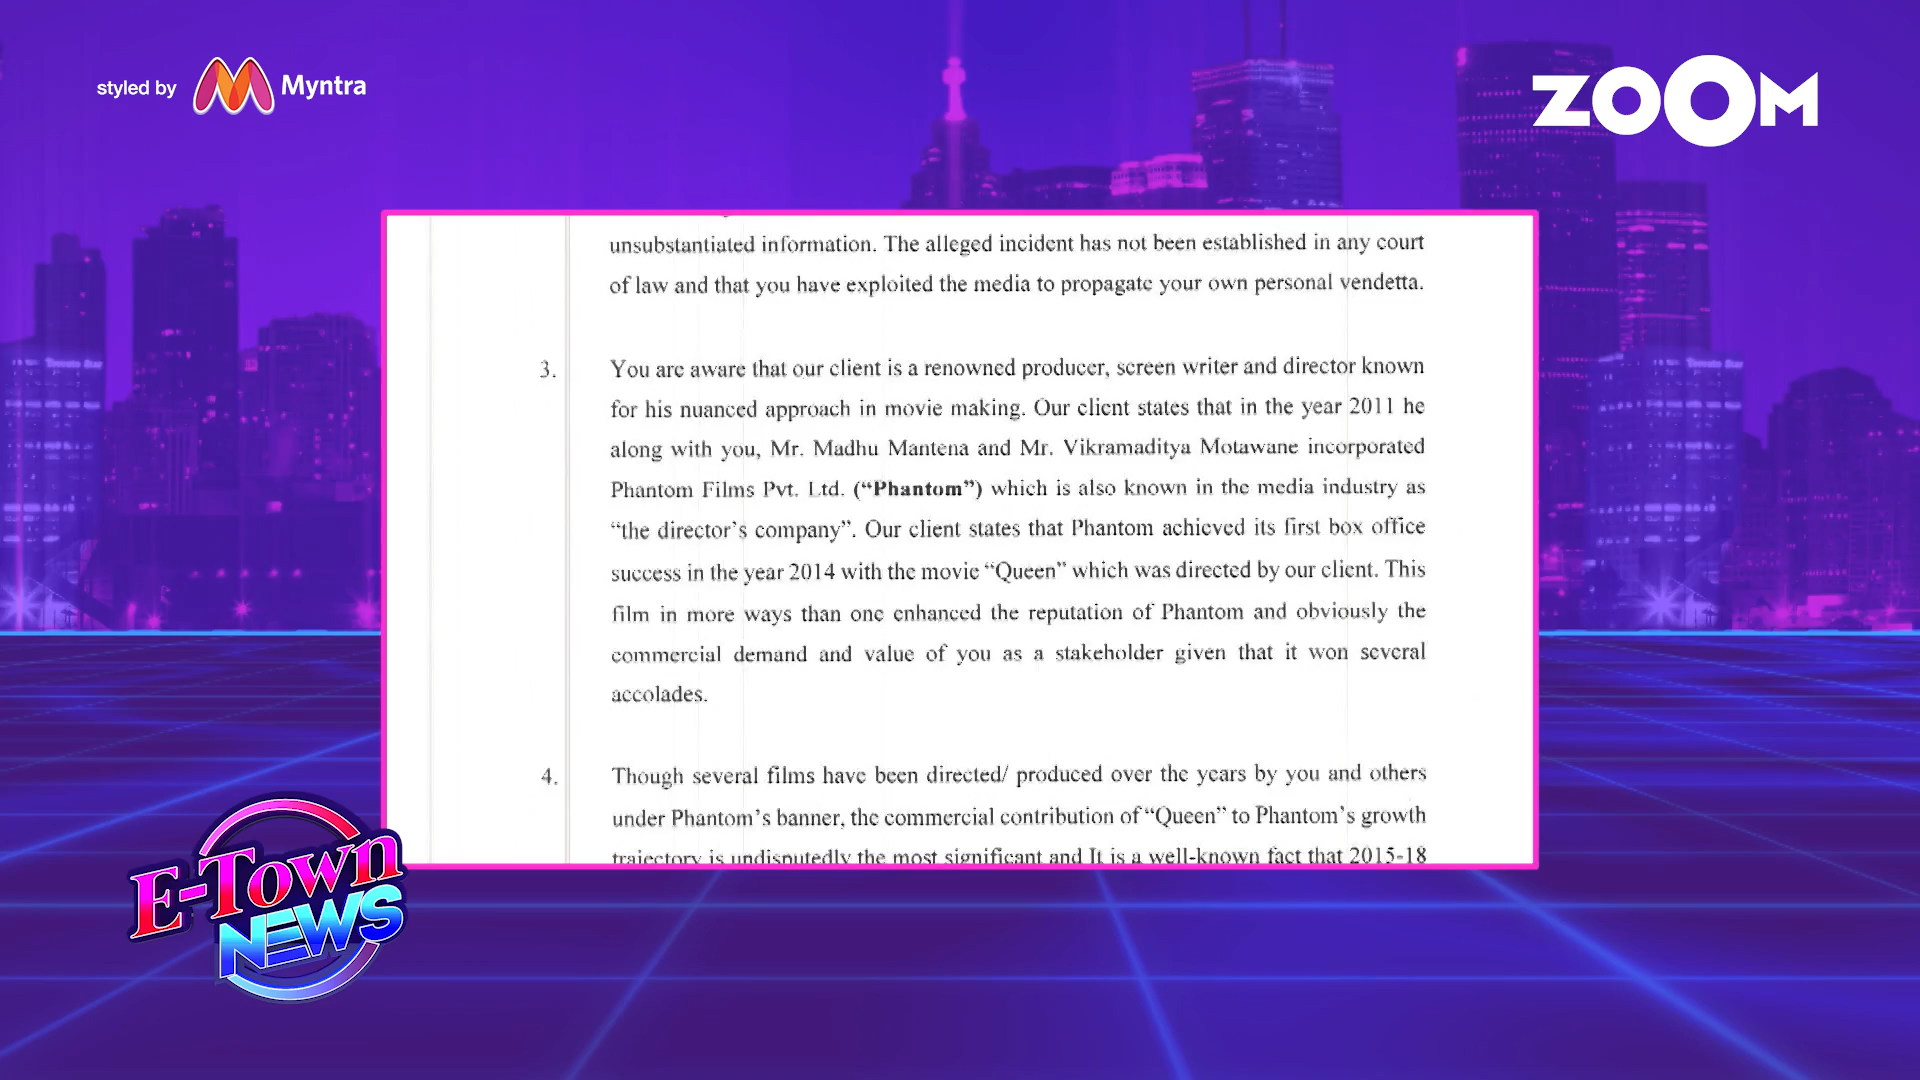 styled by Myntra
ZOOM
unsubstantiated information. The alleged incident has not been established in any court
of law and that you have exploited the media to propagate your own personal vendetta.
3. You are aware that our client is a renowned producer, screen writer and director known
for his nuanced approach in movie making. Our client states that in the year 2011 he
along with you, Mr. Madhu Mantena and Mr. Vikramaditya Motawane incorporated
Phantom Films Pvt. Ltd. (“Phantom”) which is also known in the media industry as
“the director’s company”. Our client states that Phantom achieved its first box office
success in the year 2014 with the movie “Queen” which was directed by our client. This
film in more ways than one enhanced the reputation of Phantom and obviously the
commercial demand and value of you as a stakeholder given that it won several
accolades.
4. Though several films have been directed/ produced over the years by you and others
under Phantom’s banner, the commercial contribution of “Queen” to Phantom’s growth
trajectory is undisputedly the most significant and It is a well-known fact that 2015-18
E-Town
NEWS
Toronto Star
Toronto Star